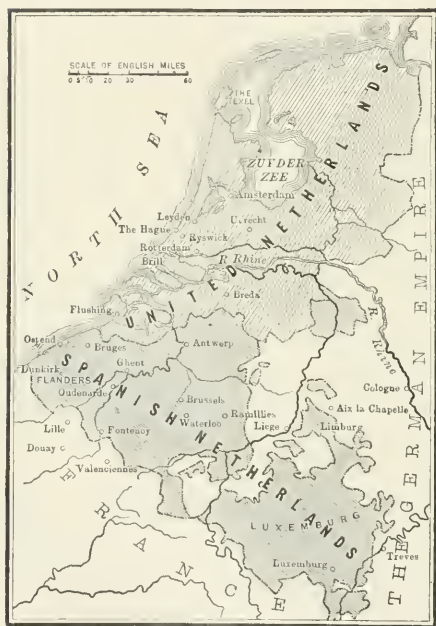 SCALE OF ENGLISH MILES
0 5 10 20 30 60
THE TEXEL
NORTH SEA
ZUYDER
ZEE
Amsterdam
Leyden
The Hague
Utrecht
Ryswick
Rotterdam
Brill
R. Rhine
UNITED NETHERLANDS
Breda
Flushing
R. Rhine
THE GERMAN EMPIRE
Ostend
Bruges
Antwerp
Dunkirk
Ghent
FLANDERS
Oudenarde
SPANISH NETHERLANDS
Brussels
Cologne
Aix la Chapelle
Lille
Fontenoy
Waterloo
Ramillies
Liege
Limburg
Douay
Valenciennes
FRANCE
LUXEMBURG
Treves
Luxemburg